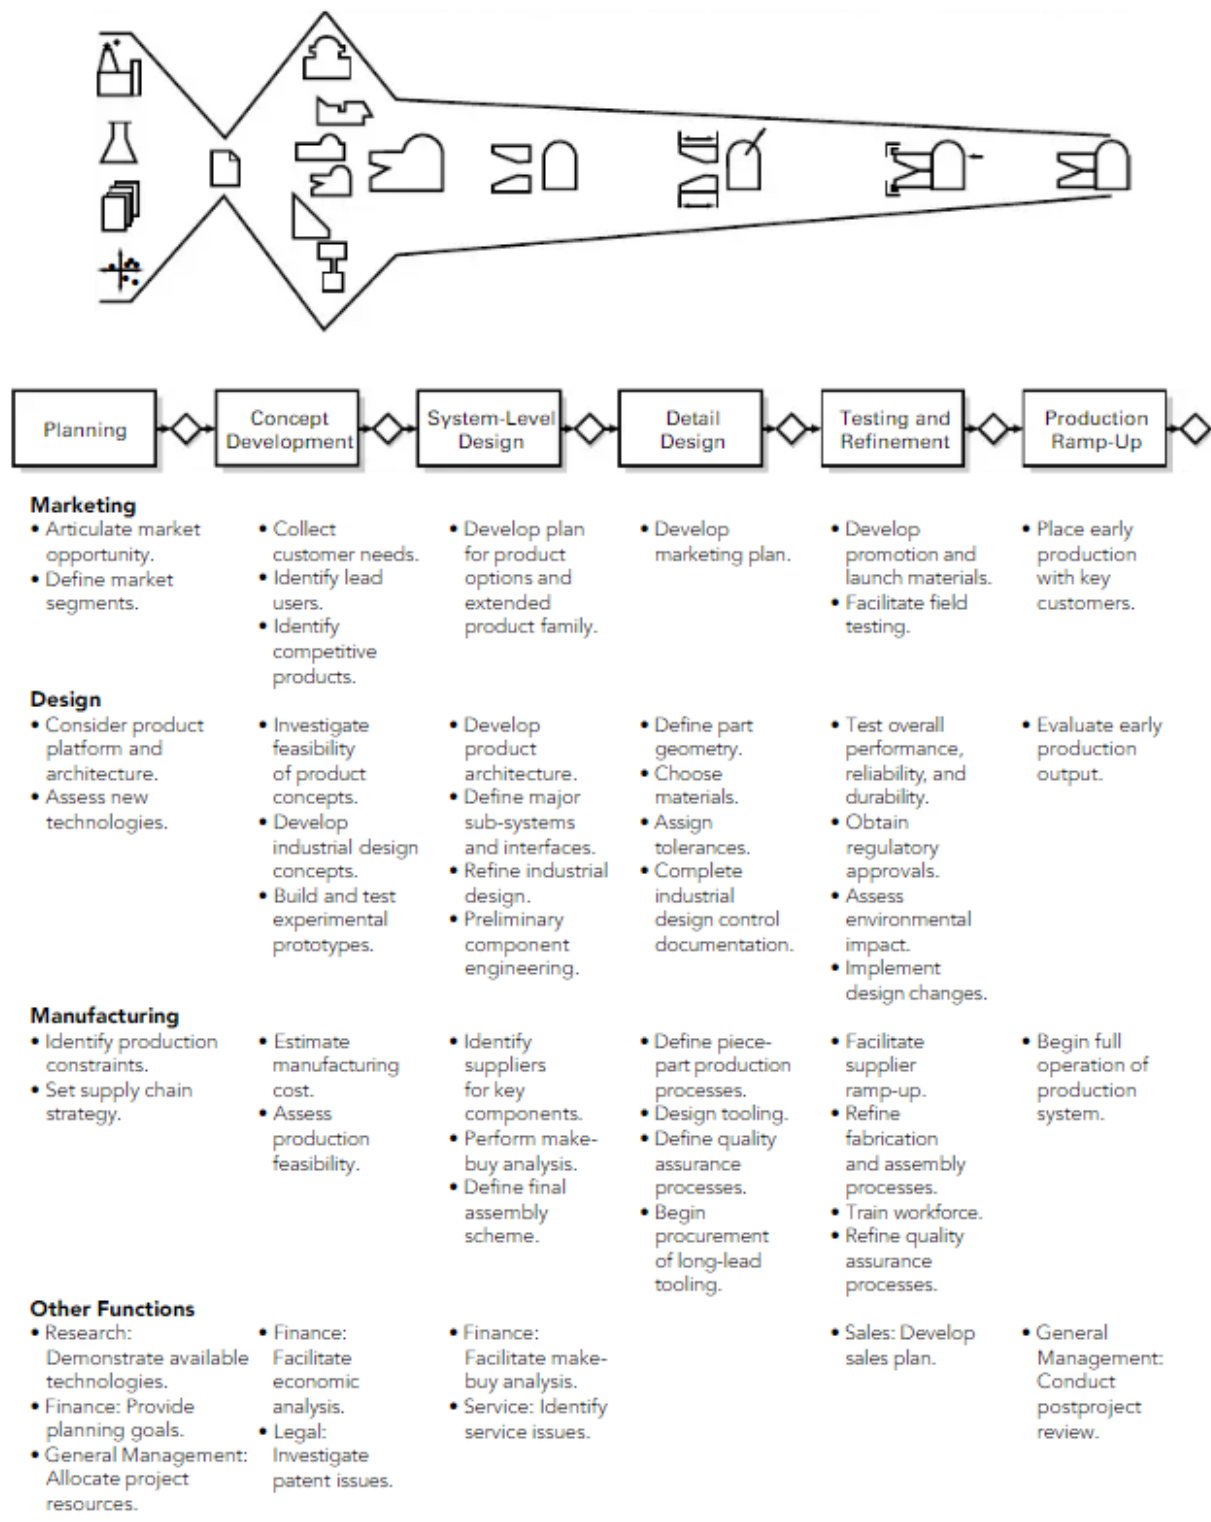 Planning
Concept
Development
System-Level
Design
Detail
Design
Testing and
Refinement
Production
Ramp-Up
Marketing
• Articulate market
opportunity.
• Define market
segments.
• Collect
customer needs.
• Identify lead
users.
• Identify
competitive
products.
• Develop plan
for product
options and
extended
product family.
• Develop
marketing plan.
• Develop
promotion and
launch materials.
• Facilitate field
testing.
• Place early
production
with key
customers.
Design
• Consider product
platform and
architecture.
• Assess new
technologies.
• Investigate
feasibility
of product
concepts.
• Develop
industrial design
concepts.
• Build and test
experimental
prototypes.
• Develop
product
architecture.
• Define major
sub-systems
and interfaces.
• Refine industrial
design.
• Preliminary
component
engineering.
• Define part
geometry.
• Choose
materials.
• Assign
tolerances.
• Complete
industrial
design control
documentation.
• Test overall
performance,
reliability, and
durability.
• Obtain
regulatory
approvals.
• Assess
environmental
impact.
• Implement
design changes.
• Evaluate early
production
output.
Manufacturing
• Identify production
constraints.
• Set supply chain
strategy.
• Estimate
manufacturing
cost.
• Assess
production
feasibility.
• Identify
suppliers
for key
components.
• Perform make-
buy analysis.
• Define final
assembly
scheme.
• Define piece-
part production
processes.
• Design tooling.
• Define quality
assurance
processes.
• Begin
procurement
of long-lead
tooling.
• Facilitate
supplier
ramp-up.
• Refine
fabrication
and assembly
processes.
• Train workforce.
• Refine quality
assurance
processes.
• Begin full
operation of
production
system.
Other Functions
• Research:
Demonstrate available
technologies.
• Finance: Provide
planning goals.
• General Management:
Allocate project
resources.
• Finance:
Facilitate
economic
analysis.
• Legal:
Investigate
patent issues.
• Finance:
Facilitate make-
buy analysis.
• Service: Identify
service issues.
• Sales: Develop
sales plan.
• General
Management:
Conduct
postproject
review.